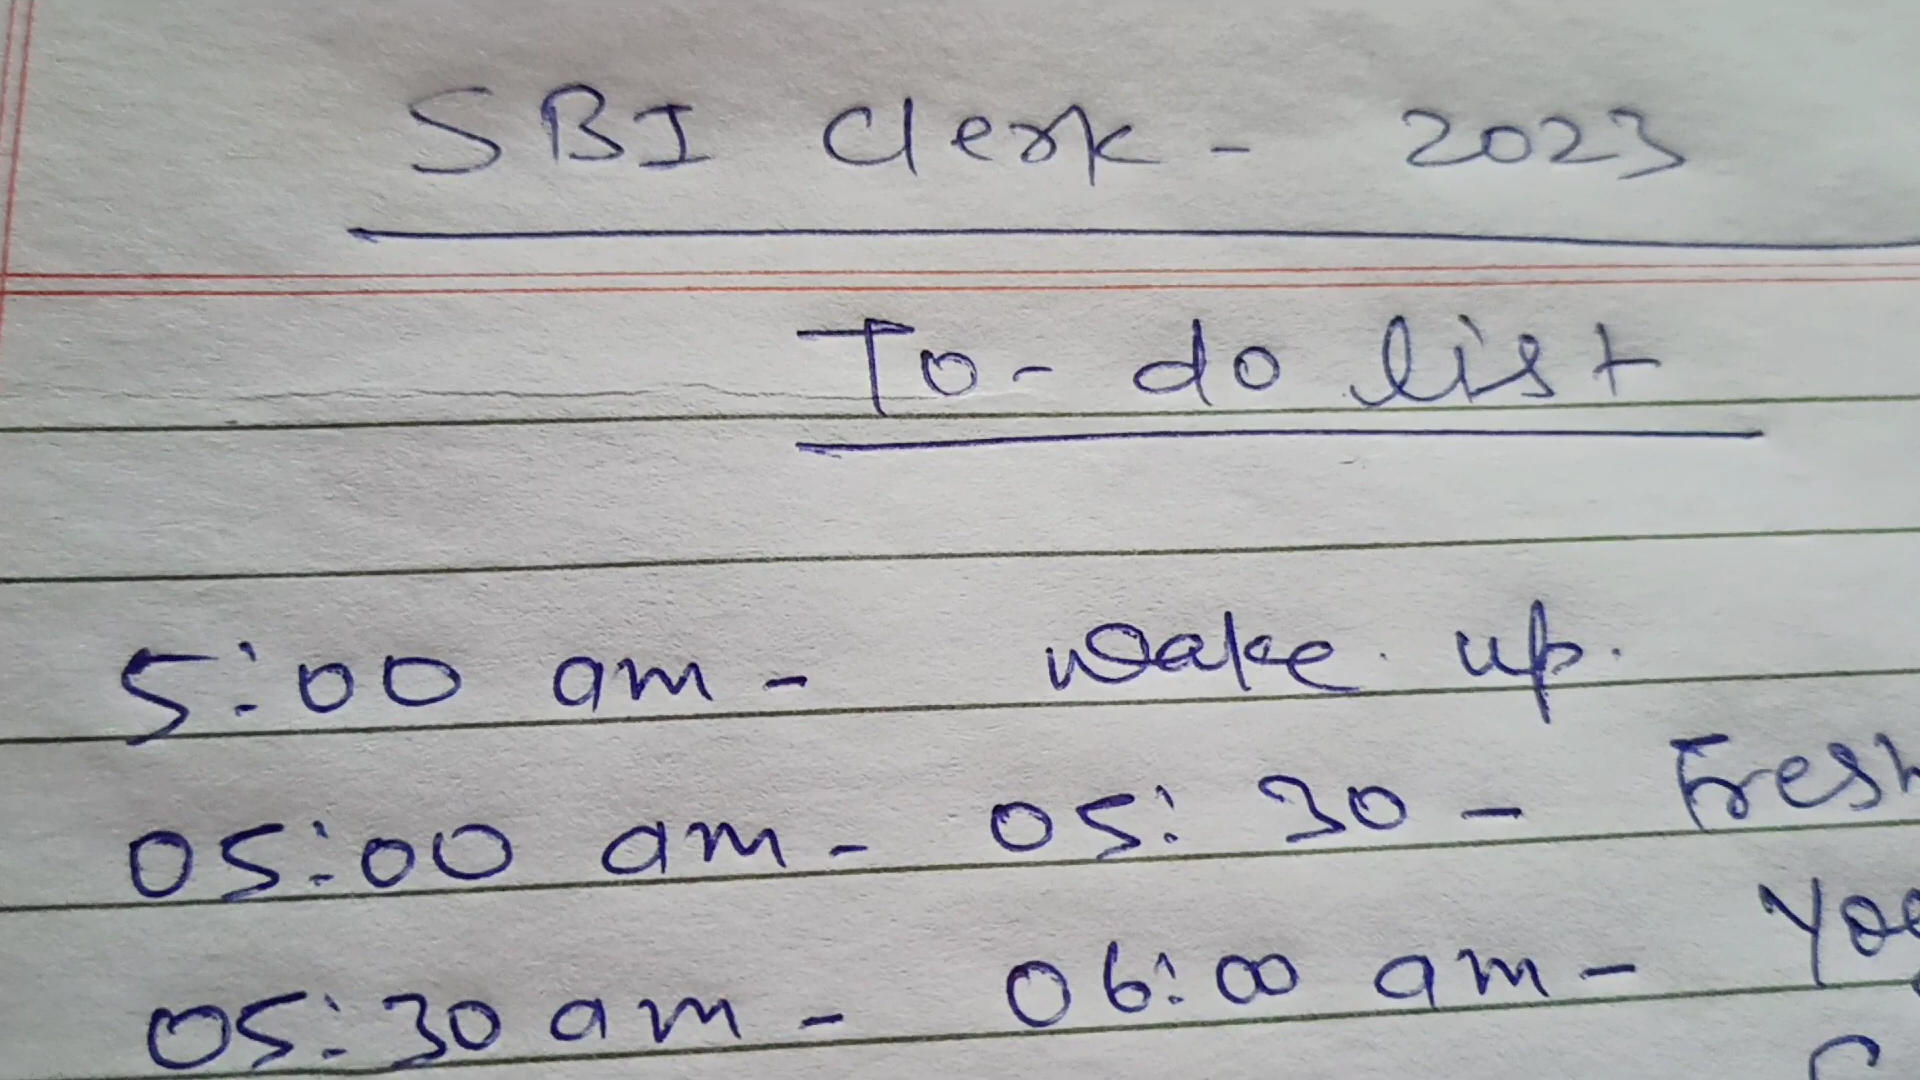 SBI Clerk - 2023
To-do list
5:00 am - wake up.
05:00 am - 05:30 - Fresh
05:30 am - 06:00 am -